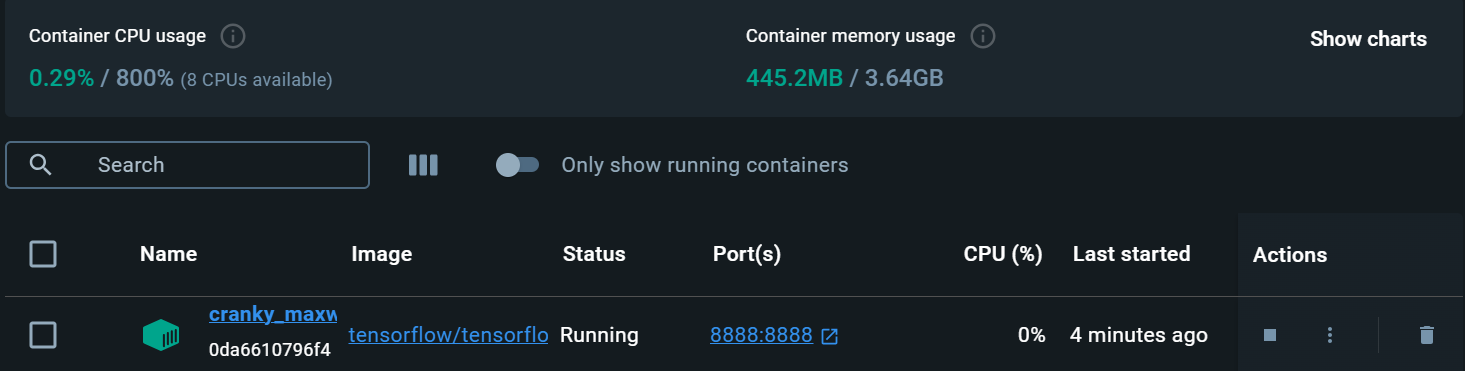 Container CPU usage
Container memory usage
Show charts
0.29% / 800% (8 CPUs available)
445.2MB / 3.64GB
Search
Only show running containers
Name Image Status Port(s) CPU (%) Last started Actions
cranky_maxw
tensorflow/tensorflo Running 8888:8888 0% 4 minutes ago
0da6610796f4